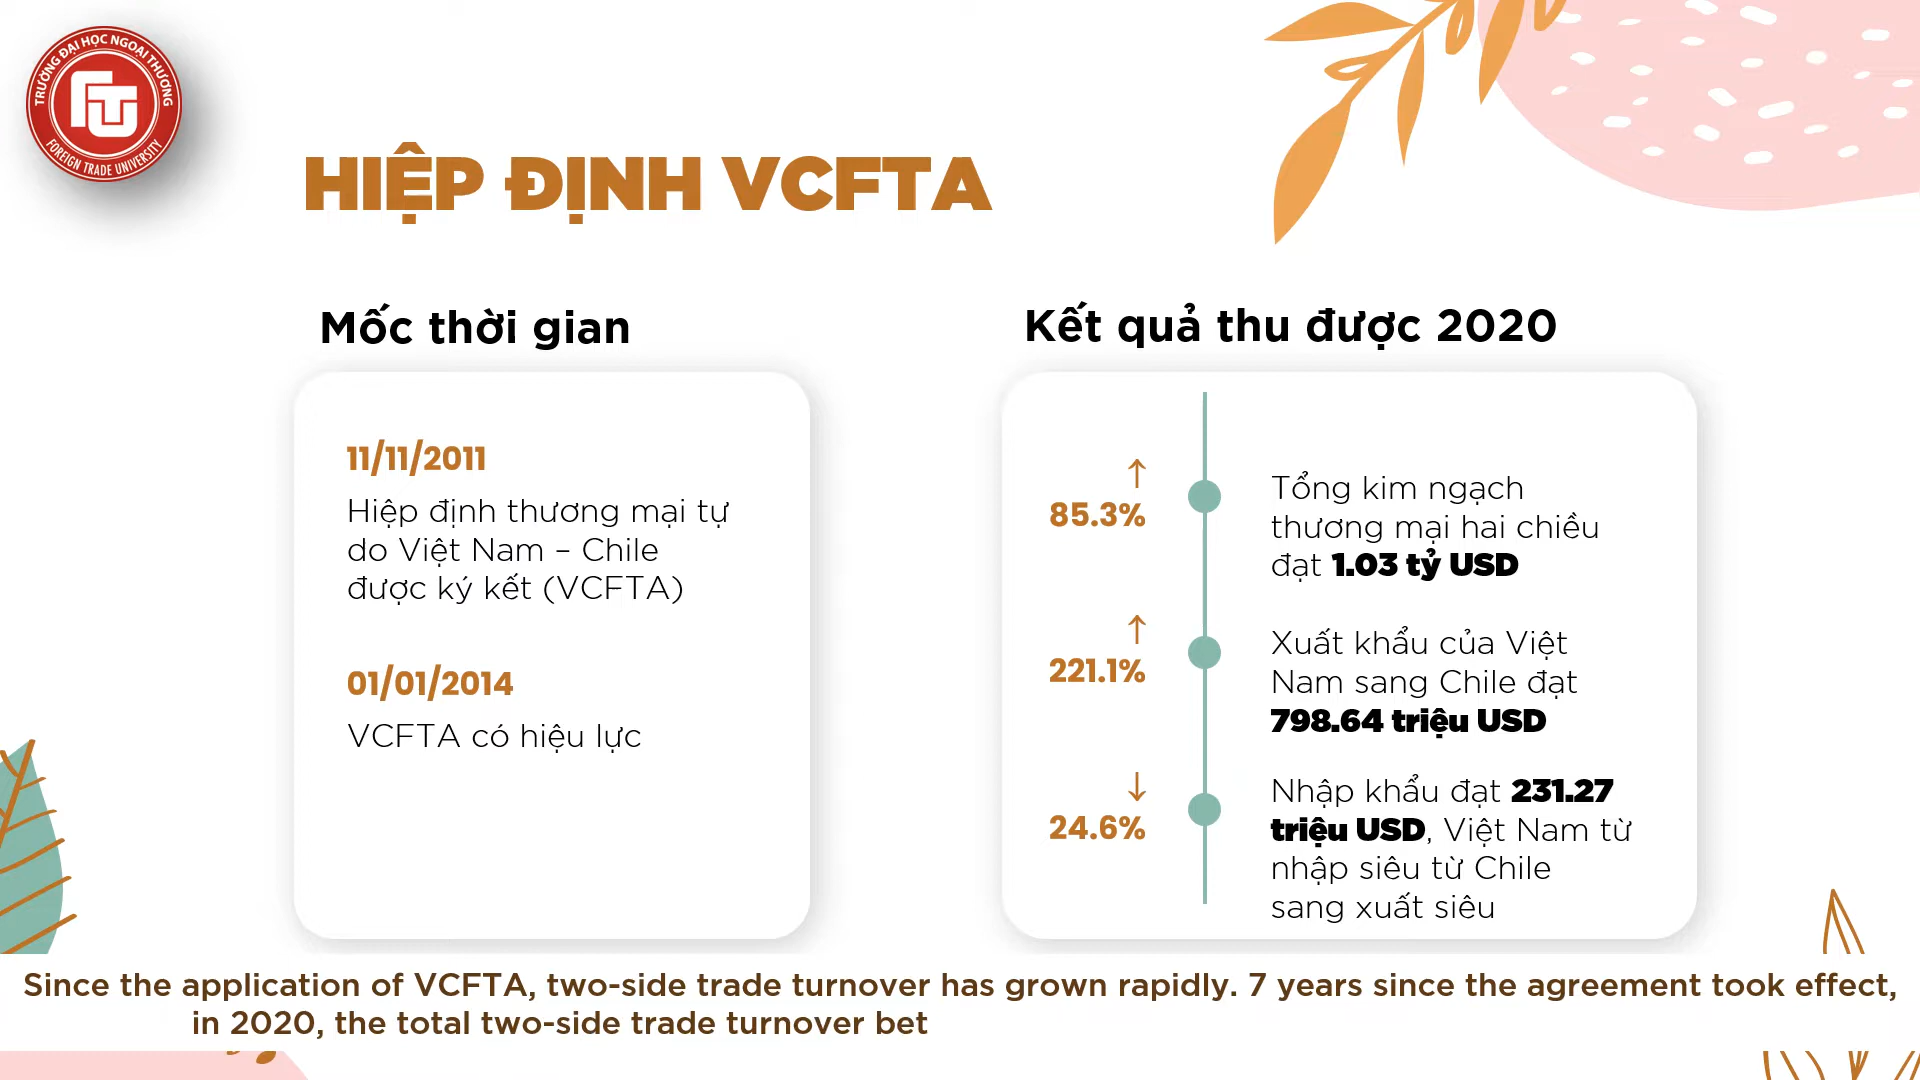 TRƯỜNG ĐẠI HỌC NGOẠI THƯƠNG
FTU
FOREIGN TRADE UNIVERSITY
HIỆP ĐỊNH VCFTA
Mốc thời gian
11/11/2011
Hiệp định thương mại tự
do Việt Nam – Chile
được ký kết (VCFTA)
01/01/2014
VCFTA có hiệu lực
Kết quả thu được 2020
↑
85.3%
Tổng kim ngạch
thương mại hai chiều
đạt 1.03 tỷ USD
↑
221.1%
Xuất khẩu của Việt
Nam sang Chile đạt
798.64 triệu USD
↓
24.6%
Nhập khẩu đạt 231.27
triệu USD, Việt Nam từ
nhập siêu từ Chile
sang xuất siêu
Since the application of VCFTA, two-side trade turnover has grown rapidly. 7 years since the agreement took effect,
in 2020, the total two-side trade turnover bet